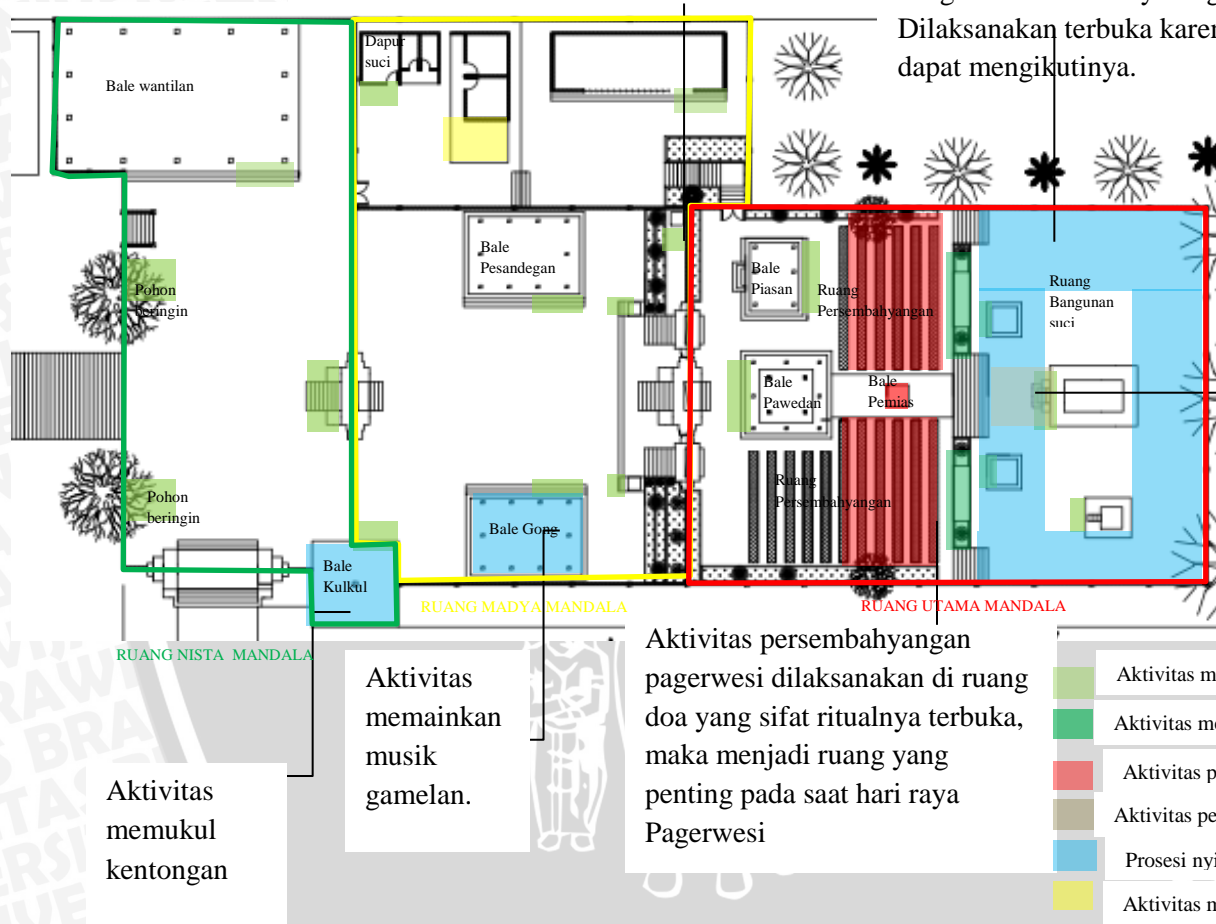 Dilaksanakan terbuka
dapat mengikutinya.
Dapur
suci
Bale wantilan
Bale
Pesandegan
Bale
Piasan
Ruang
Persembahyangan
Ruang
Bangunan
suci
Pohon
beringin
Bale
Pawedan
Bale
Pemias
Ruang
Persembahyangan
Pohon
beringin
Bale Gong
Bale
Kulkul
RUANG MADYA MANDALA
RUANG UTAMA MANDALA
RUANG NISTA MANDALA
Aktivitas
memukul
kentongan
Aktivitas
memainkan
musik
gamelan.
Aktivitas persembahyangan
pagerwesi dilaksanakan di ruang
doa yang sifat ritualnya terbuka,
maka menjadi ruang yang
penting pada saat hari raya
Pagerwesi
Aktivitas
Aktivitas
Aktivitas
Aktivitas
Prosesi
Aktivitas